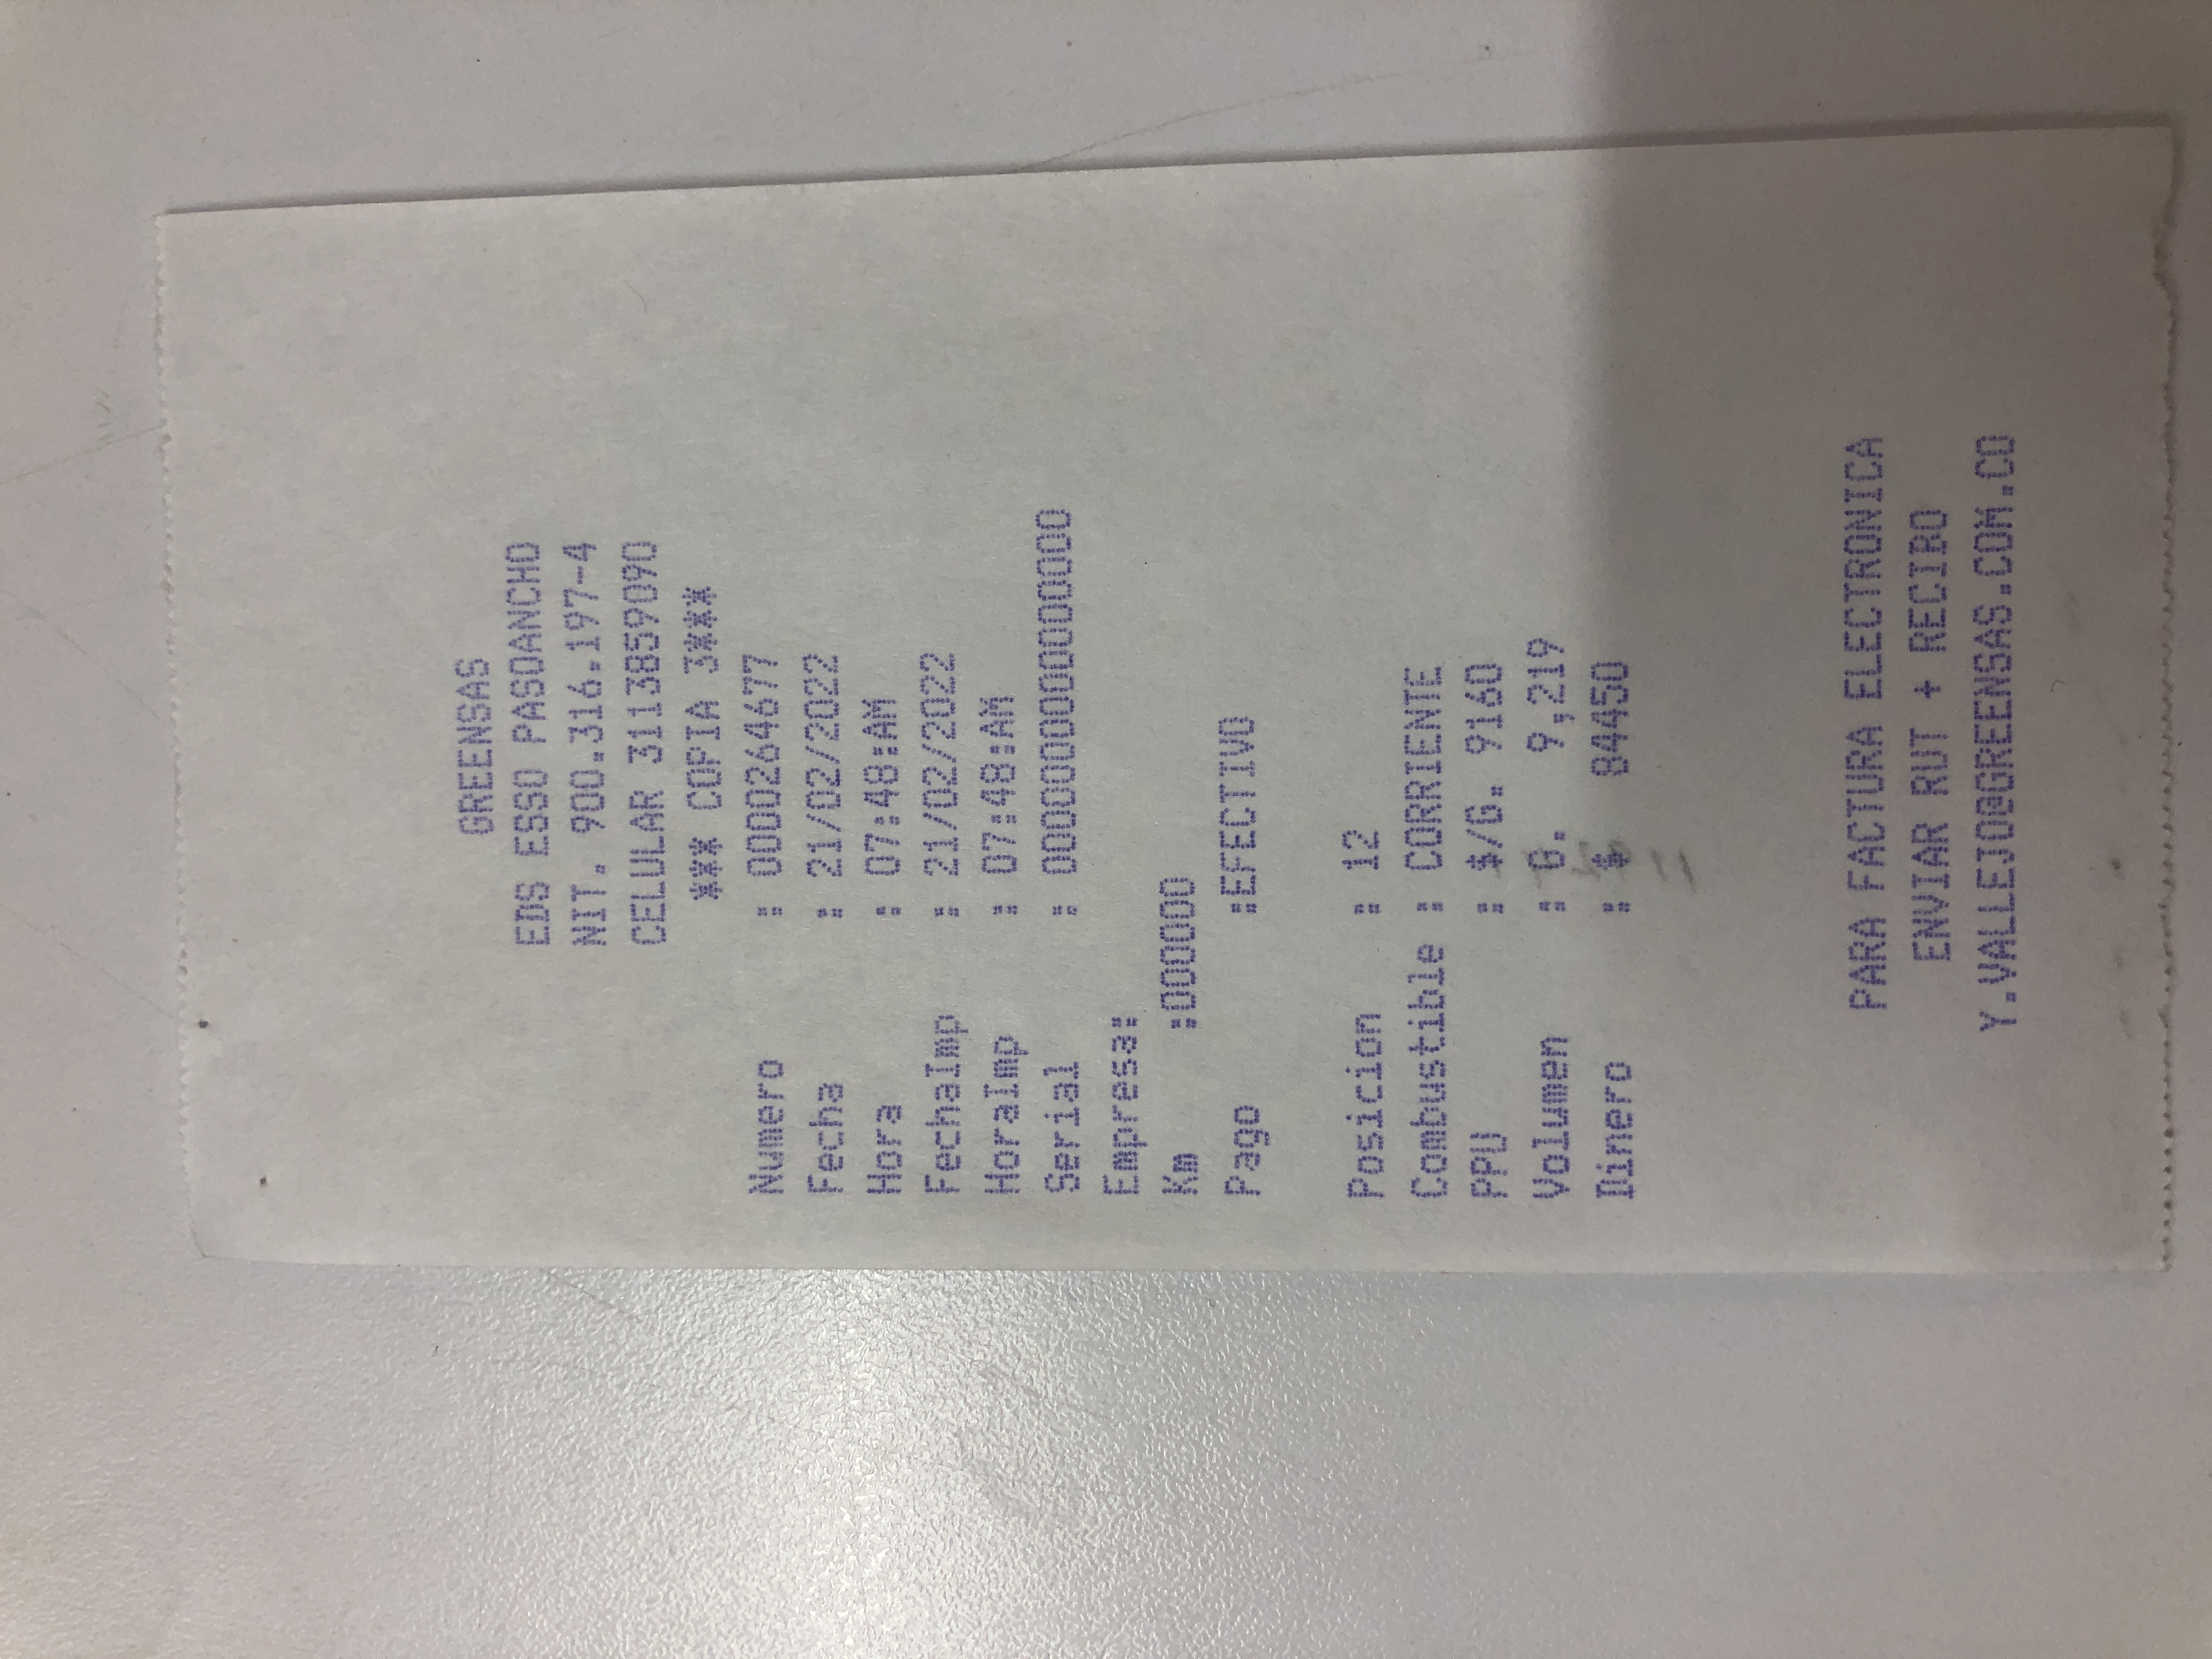 GREENSAS
EDS ESSO PASOANCHO
NIT. 900.316.197-4
CELULAR 3113859090
*** COPIA 3***
Numero : 000264677
Fecha : 21/02/2022
Hora : 07:48:AM
FechaImp : 21/02/2022
HoraImp : 07:48:AM
Serial : 0000000000000000
Empresa:
Km :000000
Pago :EFECTIVO
Posicion : 12
Combustible : CORRIENTE
PPU : $/G. 9160
Volumen : G. 9,219
Dinero : $ 84450
PARA FACTURA ELECTRONICA
ENVIAR RUT + RECIRO
Y.VALLEJO@GREENSAS.COM.CO